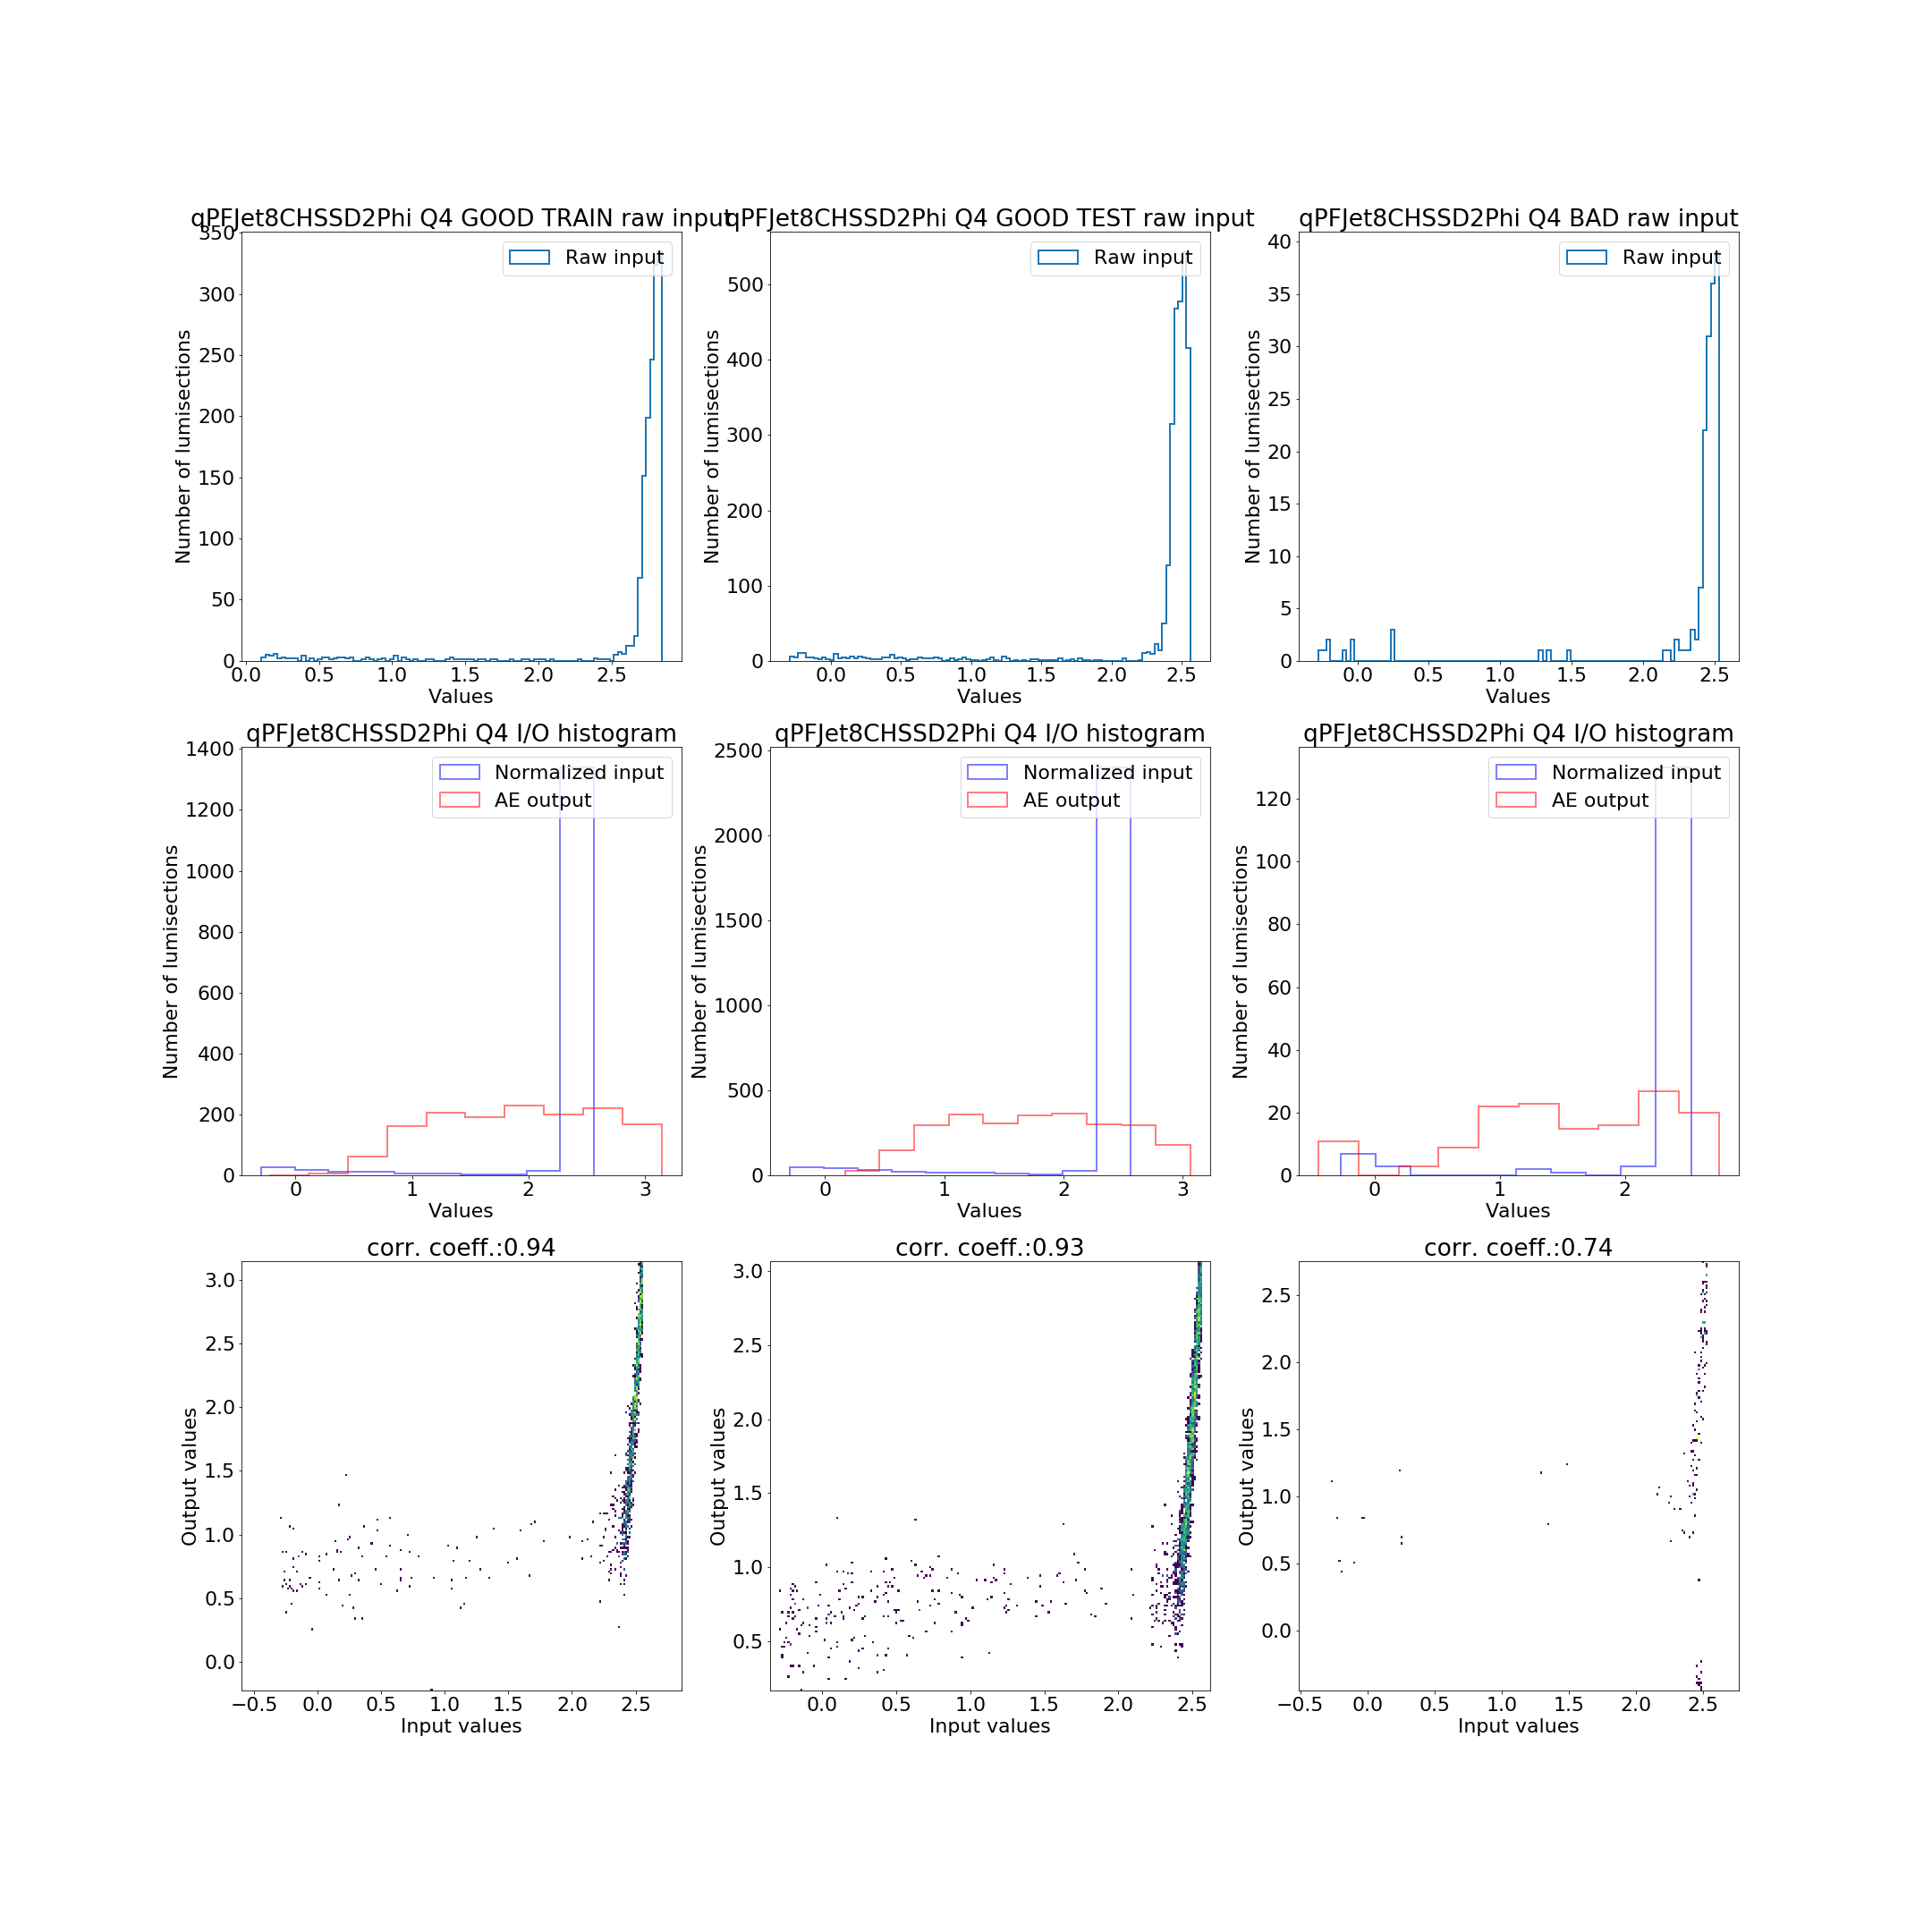 qPFJet8CHSSD2Phi Q4 GOOD TRAIN raw input
qPFJet8CHSSD2Phi Q4 GOOD TEST raw input
qPFJet8CHSSD2Phi Q4 BAD raw input
Raw input
Raw input
Raw input
Number of lumisections
350
300
250
200
150
100
50
0
0.0 0.5 1.0 1.5 2.0 2.5
Values
Number of lumisections
500
400
300
200
100
0
0.0 0.5 1.0 1.5 2.0 2.5
Values
Number of lumisections
40
35
30
25
20
15
10
5
0
0.0 0.5 1.0 1.5 2.0 2.5
Values
qPFJet8CHSSD2Phi Q4 I/O histogram
qPFJet8CHSSD2Phi Q4 I/O histogram
qPFJet8CHSSD2Phi Q4 I/O histogram
Normalized input
AE output
Normalized input
AE output
Normalized input
AE output
Number of lumisections
1400
1200
1000
800
600
400
200
0
0 1 2 3
Values
Number of lumisections
2500
2000
1500
1000
500
0
0 1 2 3
Values
Number of lumisections
120
100
80
60
40
20
0
0 1 2
Values
corr. coeff.:0.94
corr. coeff.:0.93
corr. coeff.:0.74
Output values
3.0
2.5
2.0
1.5
1.0
0.5
0.0
−0.5 0.0 0.5 1.0 1.5 2.0 2.5
Input values
Output values
3.0
2.5
2.0
1.5
1.0
0.5
0.0 0.5 1.0 1.5 2.0 2.5
Input values
Output values
2.5
2.0
1.5
1.0
0.5
0.0
−0.5 0.0 0.5 1.0 1.5 2.0 2.5
Input values